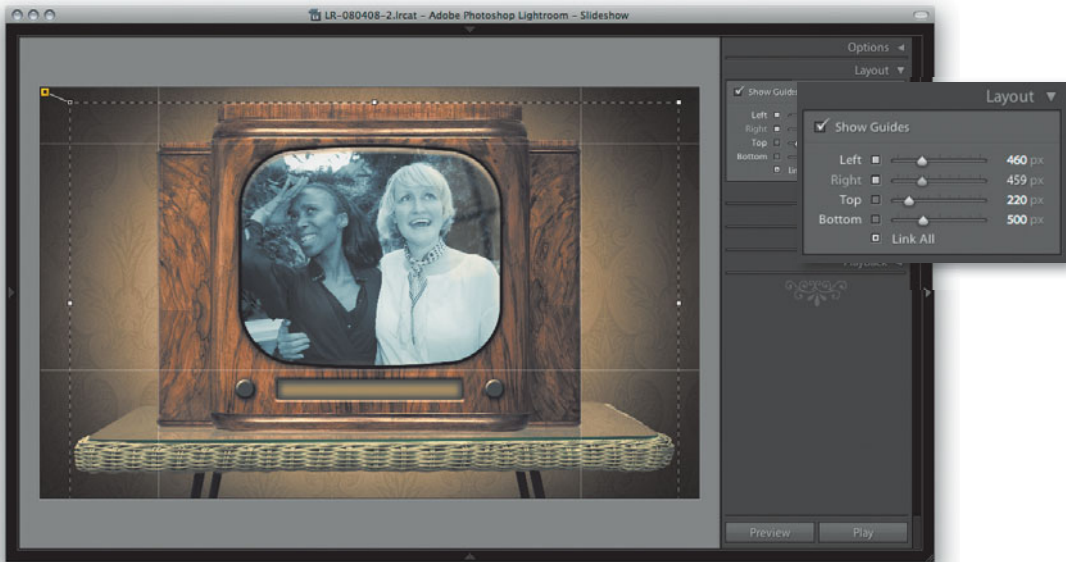 LR-080408-2.lrcat – Adobe Photoshop Lightroom – Slideshow
Options
Layout
Show Guides
Left
Right
Top
Bottom
Layout
Show Guides
Left 460 px
Right 459 px
Top 220 px
Bottom 500 px
Link All
Playback
Preview Play